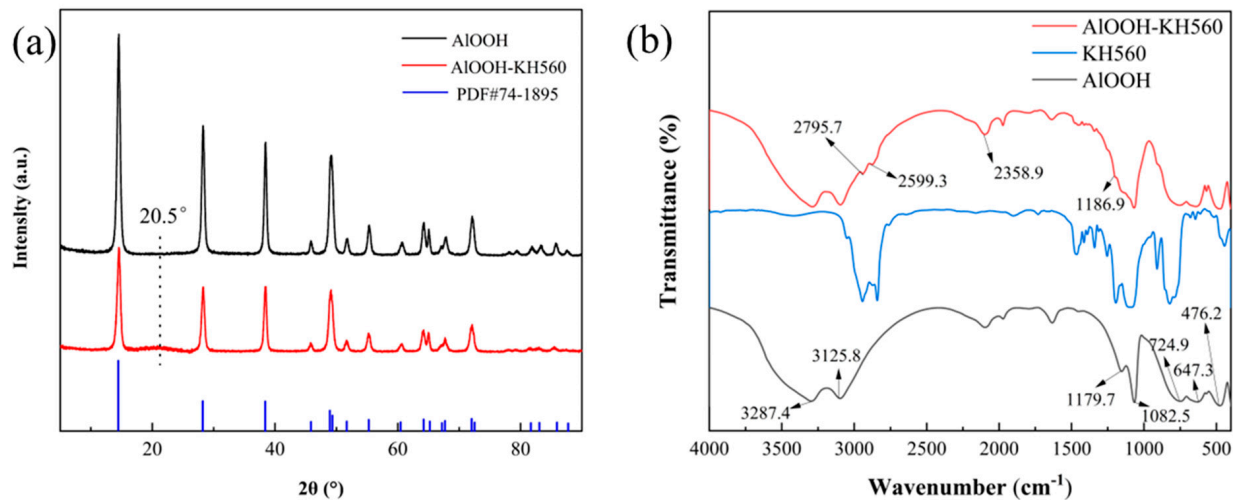 (a)
AlOOH
AlOOH-KH560
PDF#74-1895
20.5°
Intensity (a.u.)
20
40
60
80
2θ (°)
(b)
AlOOH-KH560
KH560
AlOOH
2795.7
2599.3
2358.9
1186.9
3125.8
3287.4
476.2
724.9
647.3
1179.7
1082.5
Transmittance (%)
4000
3500
3000
2500
2000
1500
1000
500
Wavenumber (cm⁻¹)